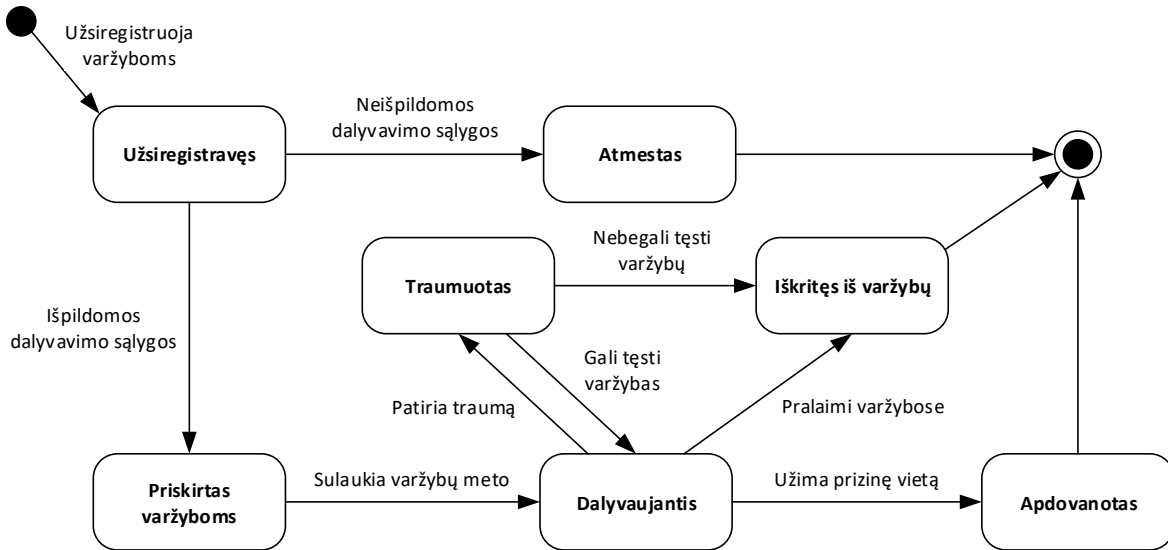 Užsiregistruoja
varžyboms
Neišpildomos
dalyvavimo sąlygos
Užsiregistravęs
Atmestas
Nebegali tęsti
varžybų
Traumuotas
Iškritęs iš varžybų
Išpildomos
dalyvavimo sąlygos
Gali tęsti
varžybas
Patiria traumą
Pralaimi varžybose
Priskirtas
varžyboms
Sulaukia varžybų meto
Dalyvaujantis
Užima prizinę vietą
Apdovanotas